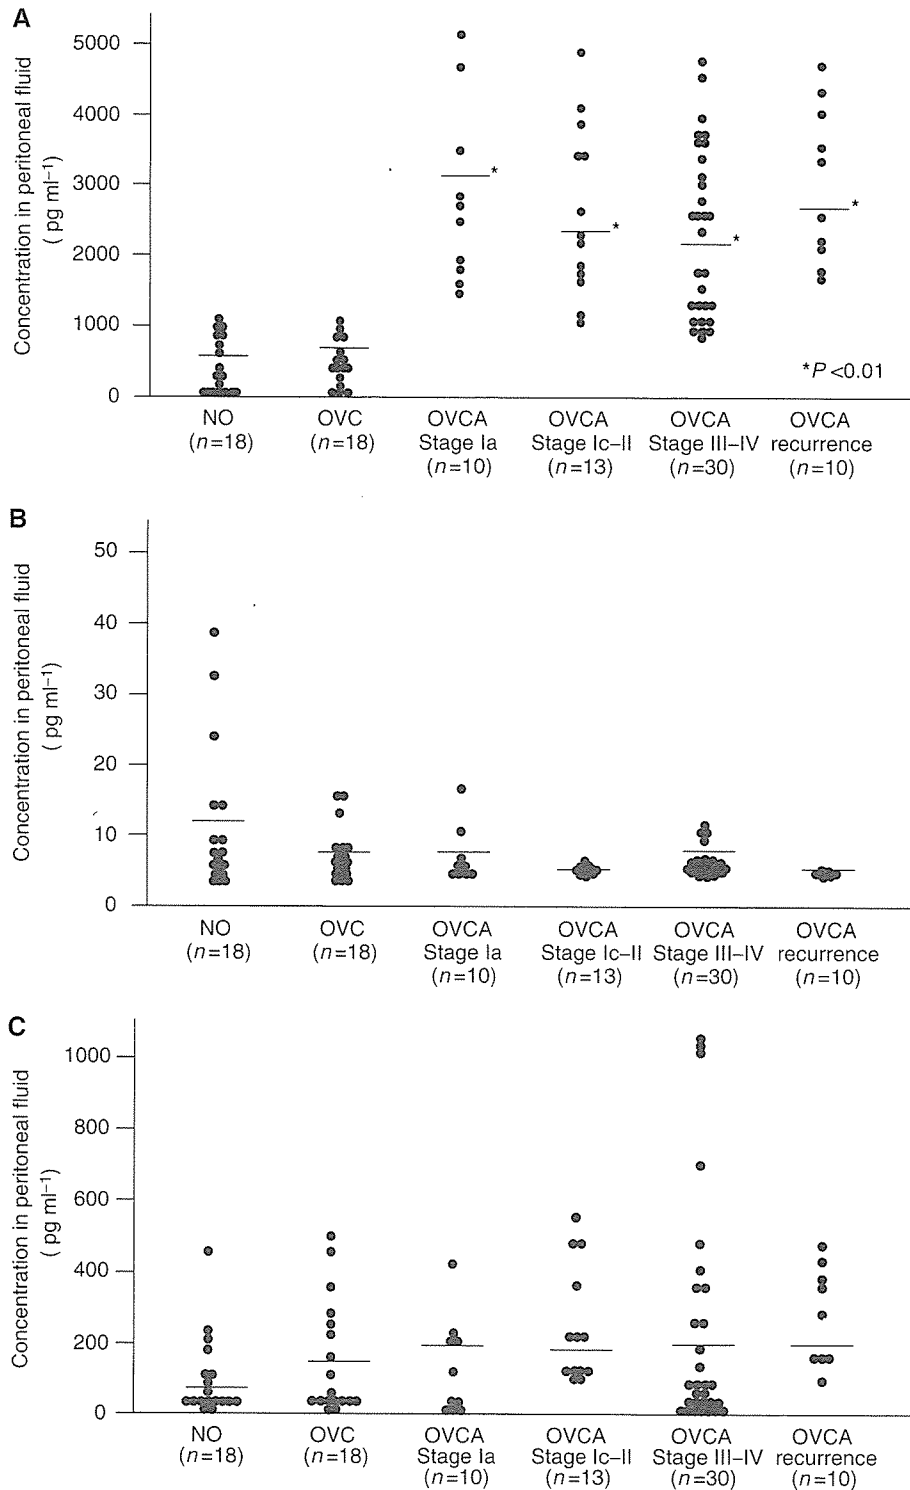 A
Concentration in peritoneal fluid
( pg ml⁻¹)
5000
4000
3000
2000
1000
0
*
*
*
*
*P <0.01
NO OVC OVCA OVCA OVCA OVCA
(n=18) (n=18) Stage Ia Stage Ic–II Stage III–IV recurrence
(n=10) (n=13) (n=30) (n=10)
B
Concentration in peritoneal fluid
( pg ml⁻¹)
50
40
30
20
10
0
NO OVC OVCA OVCA OVCA OVCA
(n=18) (n=18) Stage Ia Stage Ic–II Stage III–IV recurrence
(n=10) (n=13) (n=30) (n=10)
C
Concentration in peritoneal fluid
( pg ml⁻¹)
1000
800
600
400
200
0
NO OVC OVCA OVCA OVCA OVCA
(n=18) (n=18) Stage Ia Stage Ic–II Stage III–IV recurrence
(n=10) (n=13) (n=30) (n=10)